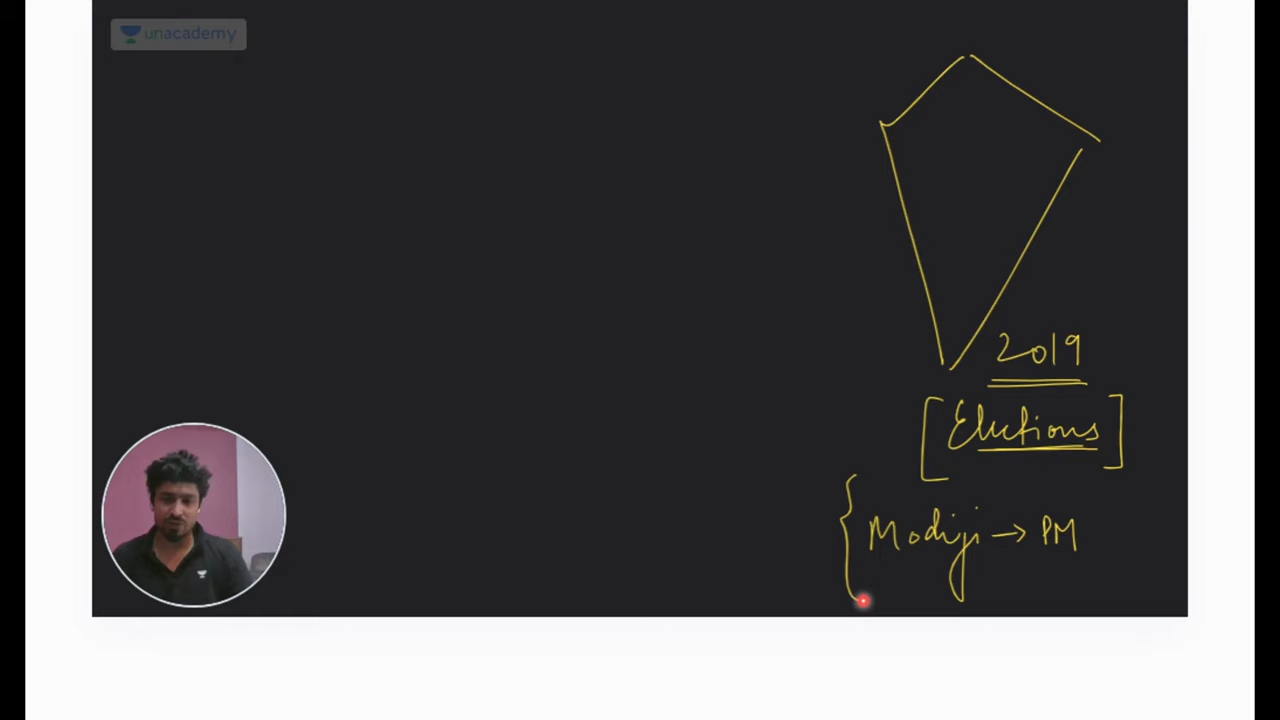 unacademy
2019
[Elections]
{ Modiji → PM